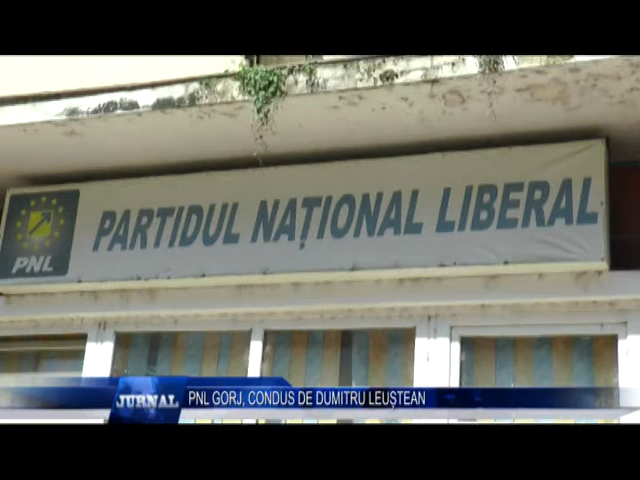 PARTIDUL NAȚIONAL LIBERAL
PNL
JURNAL
PNL GORJ, CONDUS DE DUMITRU LEUȘTEAN